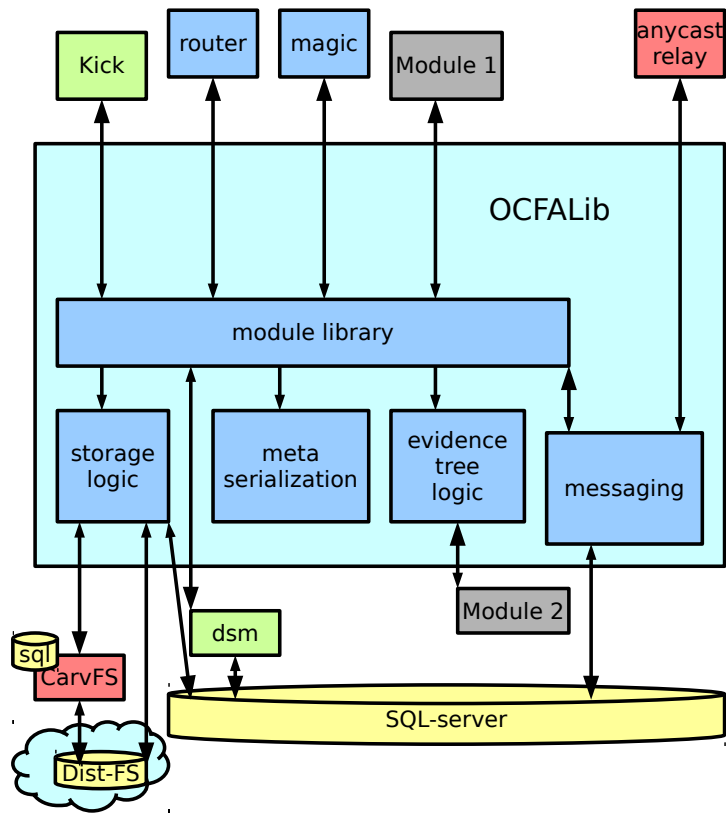 Kick
router
magic
Module 1
anycast
relay
OCFALib
module library
storage
logic
meta
serialization
evidence
tree
logic
messaging
Module 2
dsm
sql
CarvFS
SQL-server
Dist-FS